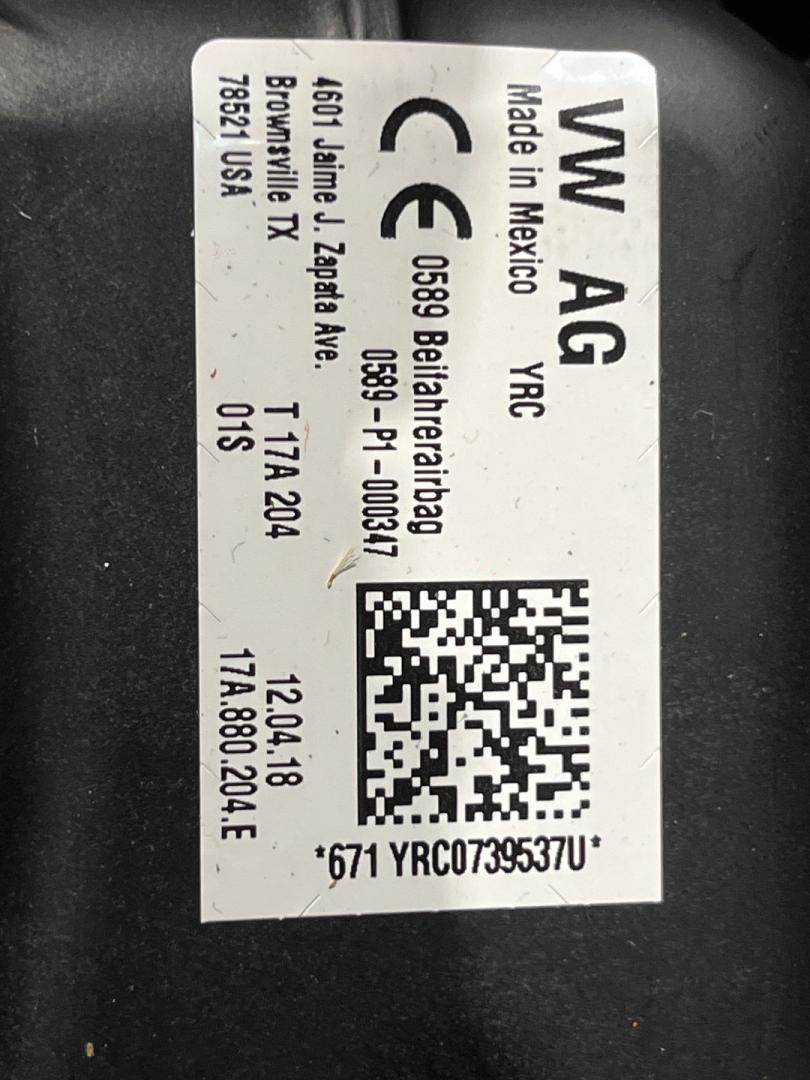 VW AG
Made in Mexico YRC
CE 0589 Beifahrerairbag
0589-P1-000347
4601 Jaime J. Zapata Ave.
Brownsville TX T 17A 204 12.04.18
78521 USA 01S 17A.880.204.E
*671 YRC0739537U*